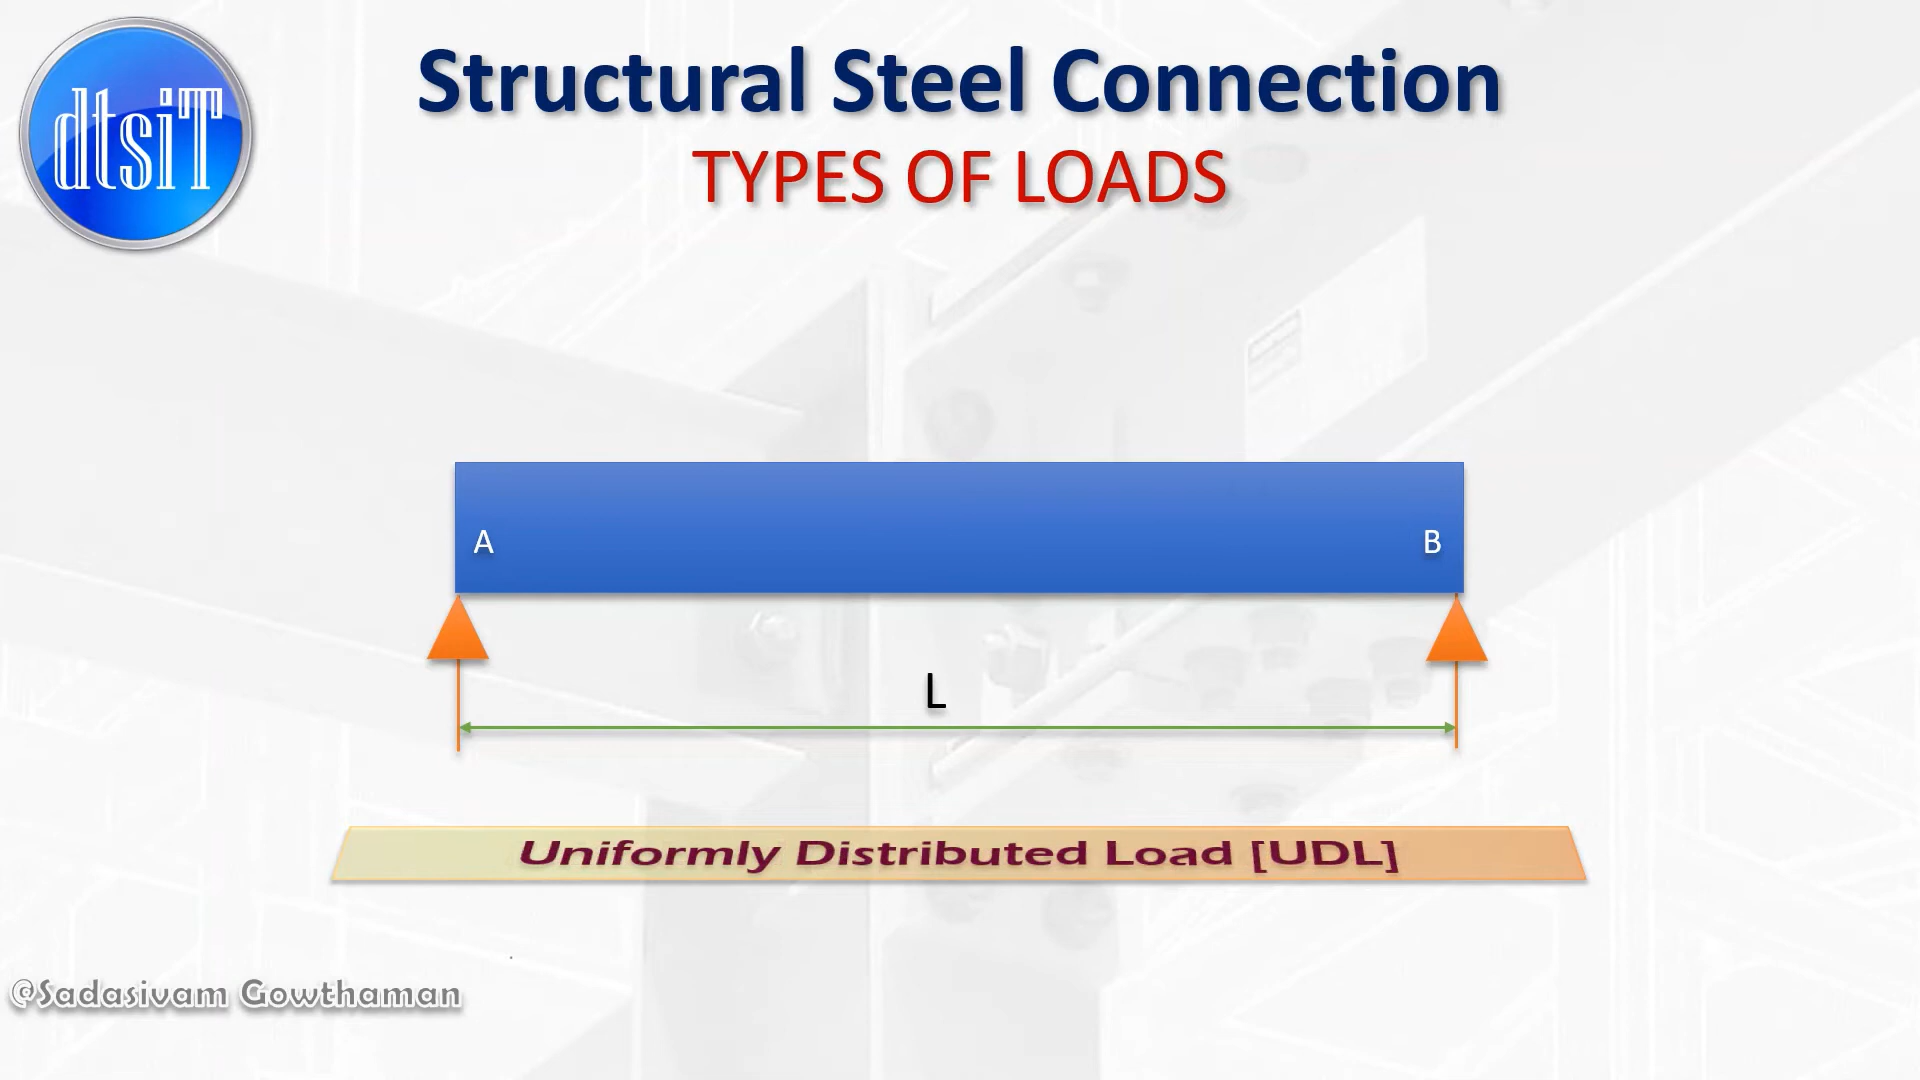 dtsiT
Structural Steel Connection
TYPES OF LOADS
A
B
L
Uniformly Distributed Load [UDL]
@Sadasivam Gowthaman